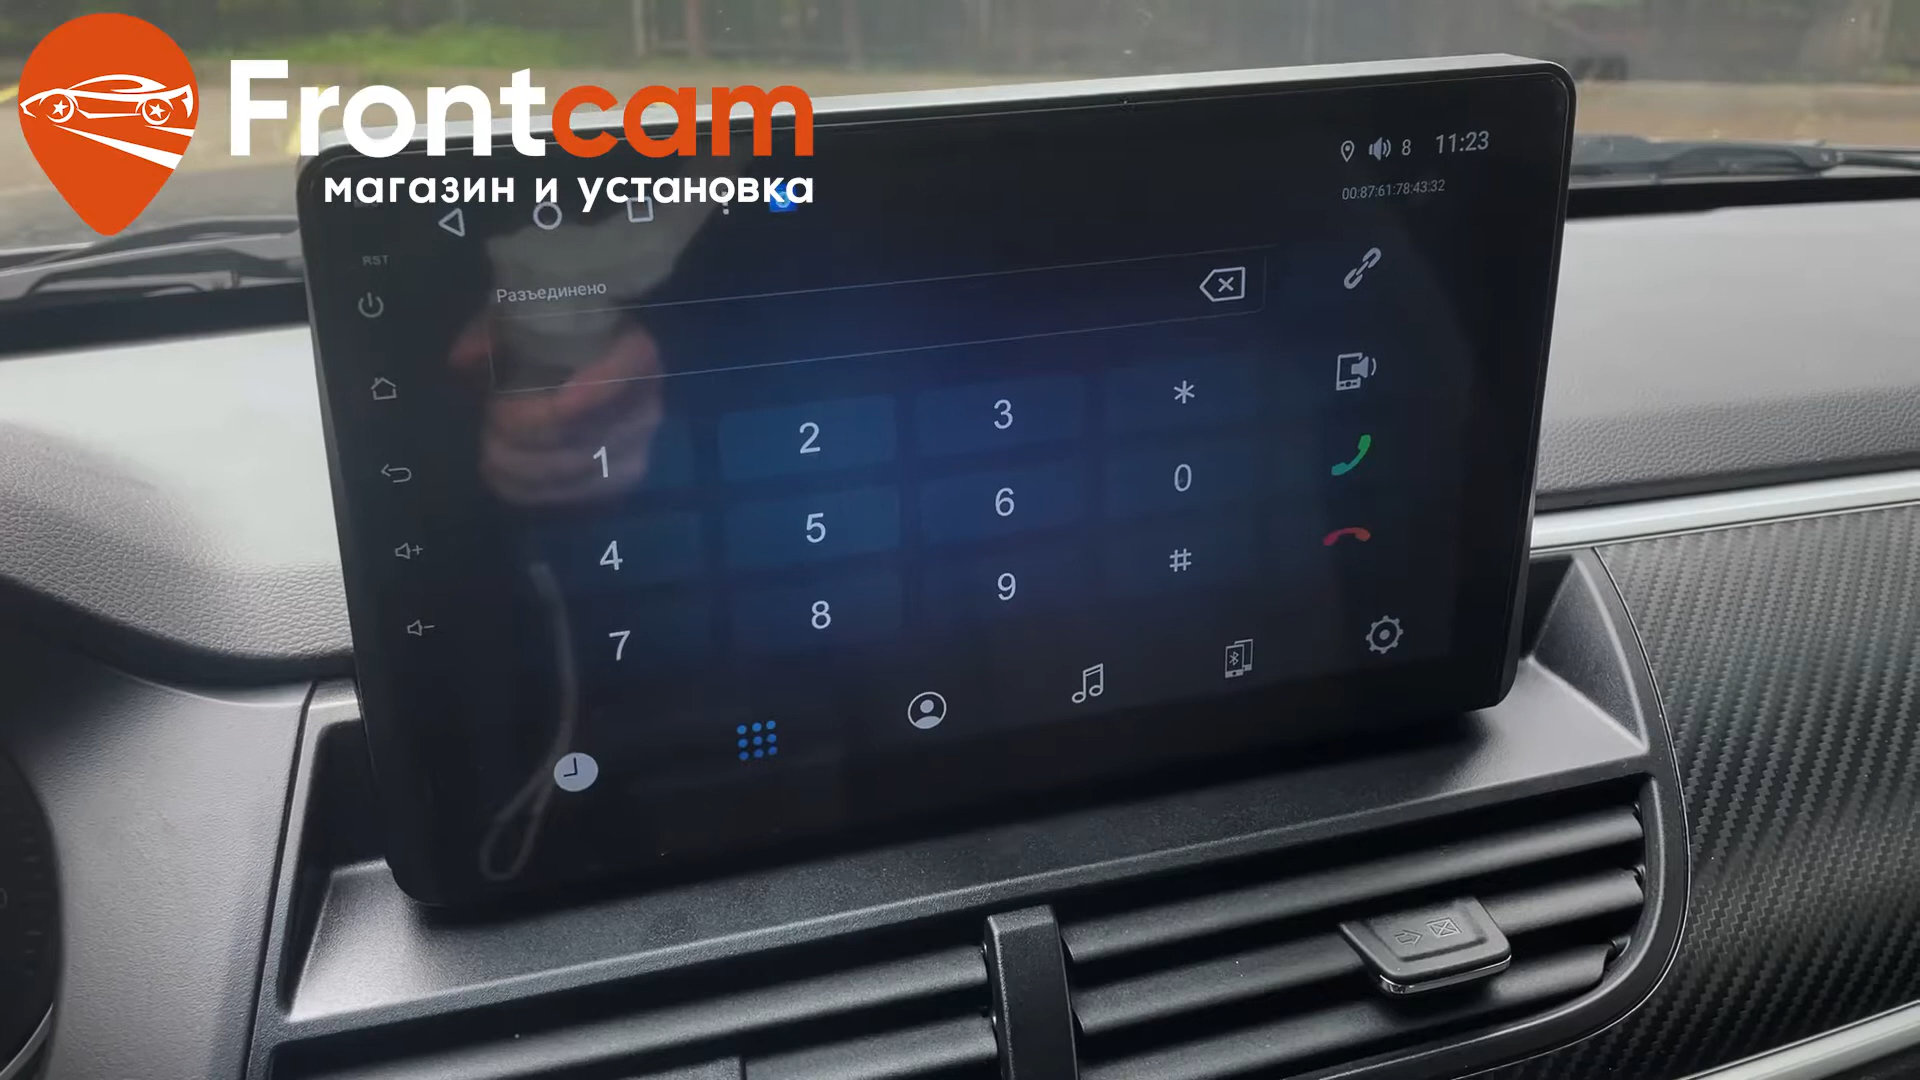 Frontcam
магазин и установка
8 11:23
00:87:61:78:43:32
RST
Разъединено
1 2 3 *
4 5 6 0
7 8 9 #